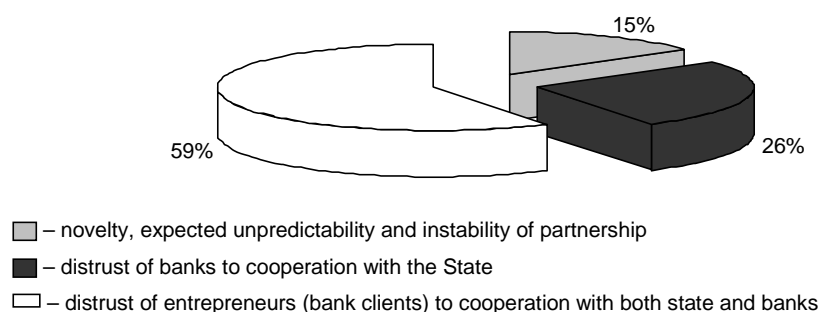 15%
59%
26%
– novelty, expected unpredictability and instability of partnership
– distrust of banks to cooperation with the State
– distrust of entrepreneurs (bank clients) to cooperation with both state and banks